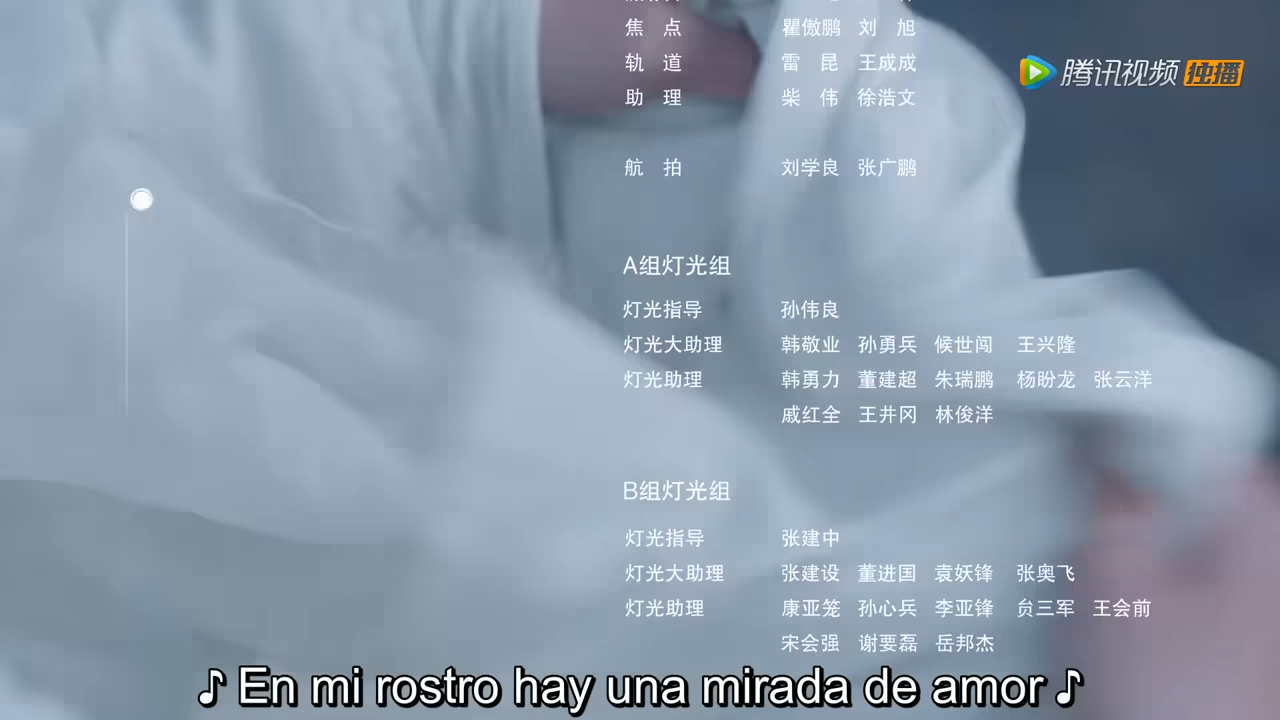 焦 点 瞿傲鹏 刘 旭
轨 道 雷 昆 王成成
腾讯视频 独播
助 理 柴 伟 徐浩文
航 拍 刘学良 张广鹏
A组灯光组
灯光指导 孙伟良
灯光大助理 韩敬业 孙勇兵 候世闯 王兴隆
灯光助理 韩勇力 董建超 朱瑞鹏 杨盼龙 张云洋
戚红全 王井冈 林俊洋
B组灯光组
灯光指导 张建中
灯光大助理 张建设 董进国 袁妖锋 张奥飞
灯光助理 康亚笼 孙心兵 李亚锋 贠三军 王会前
宋会强 谢要磊 岳邦杰
♪ En mi rostro hay una mirada de amor ♪